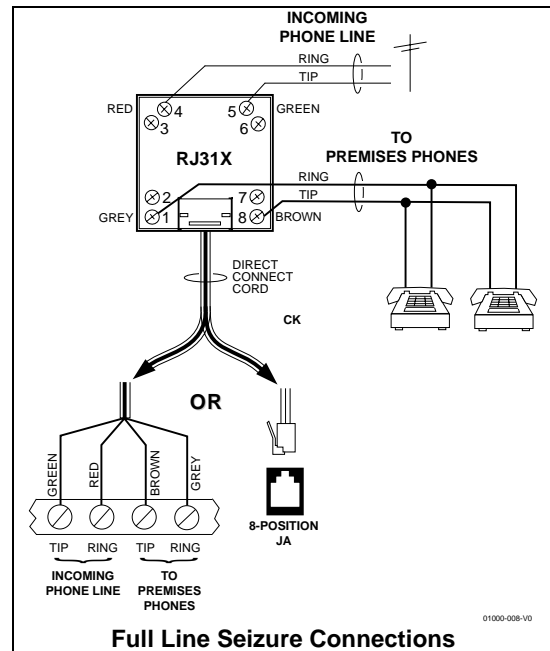 INCOMING
PHONE LINE
RING
TIP
RED
4
5
GREEN
3
6
RJ31X
TO
PREMISES PHONES
RING
TIP
2
7
GREY
1
8
BROWN
DIRECT
CONNECT
CORD
CK
OR
GREEN
RED
BROWN
GREY
8-POSITION
JA
TIP RING TIP RING
INCOMING
PHONE LINE
TO
PREMISES
PHONES
01000-008-V0
Full Line Seizure Connections